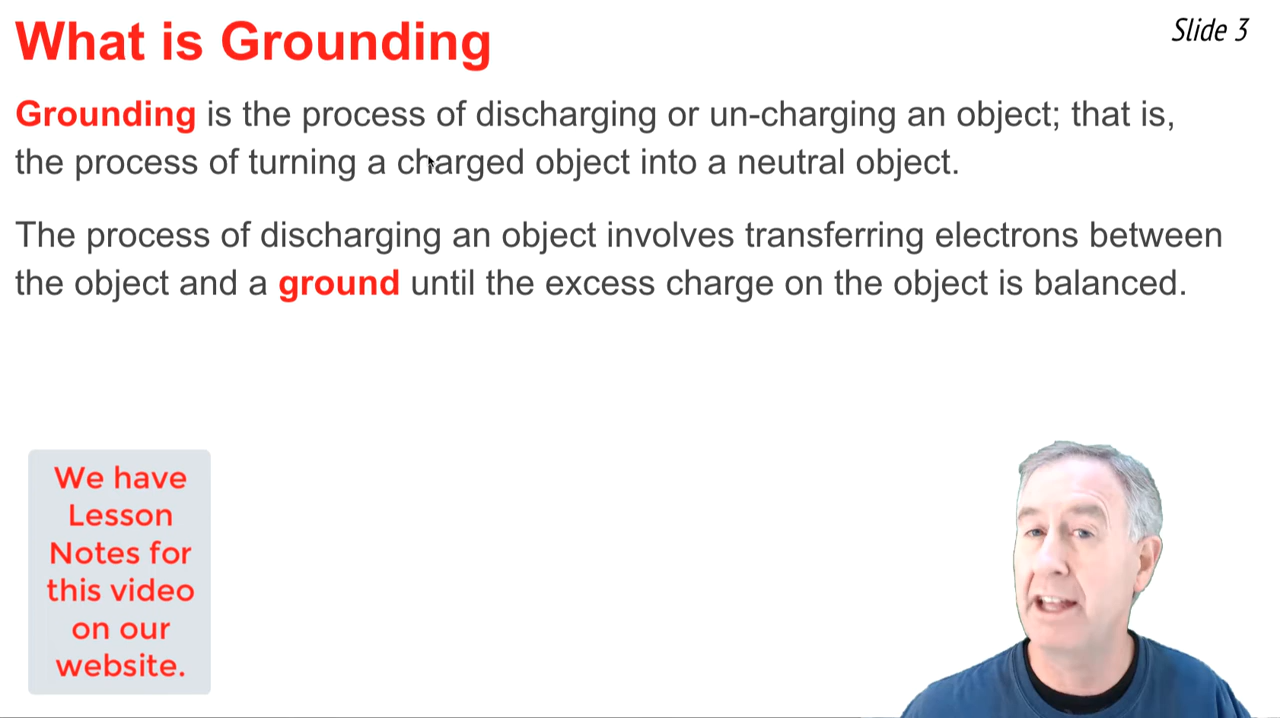 What is Grounding
Slide 3
Grounding is the process of discharging or un-charging an object; that is,
the process of turning a charged object into a neutral object.
The process of discharging an object involves transferring electrons between
the object and a ground until the excess charge on the object is balanced.
We have
Lesson
Notes for
this video
on our
website.